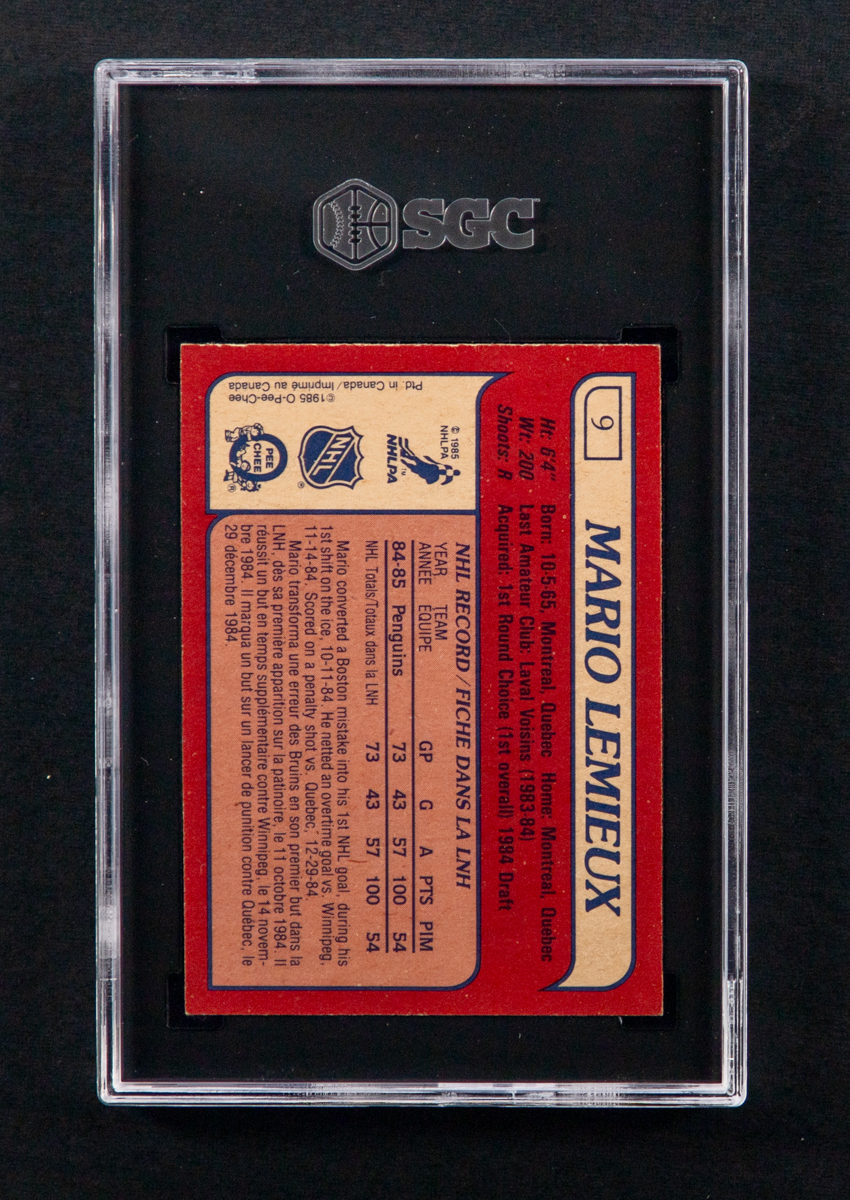 SGC
9
MARIO LEMIEUX
Ht: 6'4" Born: 10-5-65, Montreal, Quebec Home: Montreal, Quebec
Wt: 200 Last Amateur Club: Laval Voisins (1983-84)
Shoots: R Acquired: 1st Round Choice (1st overall) 1994 Draft
© 1985
NHLPA
NHLPA™
NHL
®
O
PEE
CHEE
®
©1985 O-Pee-Chee
Ptd. in Canada/Imprimé au Canada
NHL RECORD/FICHE DANS LA LNH
YEAR TEAM
ANNÉE ÉQUIPE GP G A PTS PIM
84-85 Penguins 73 43 57 100 54
NHL Totals/Totaux dans la LNH 73 43 57 100 54
Mario converted a Boston mistake into his 1st NHL goal, during his
1st shift on the ice, 10-11-84. He netted an overtime goal vs. Winnipeg,
11-14-84. Scored on a penalty shot vs. Quebec, 12-29-84.
Mario transforma une erreur des Bruins en son premier but dans la
LNH, dès sa première apparition sur la patinoire, le 11 octobre 1984. Il
réussit un but en temps supplémentaire contre Winnipeg, le 14 novem-
bre 1984. Il marqua un but sur un lancer de punition contre Québec, le
29 décembre 1984.